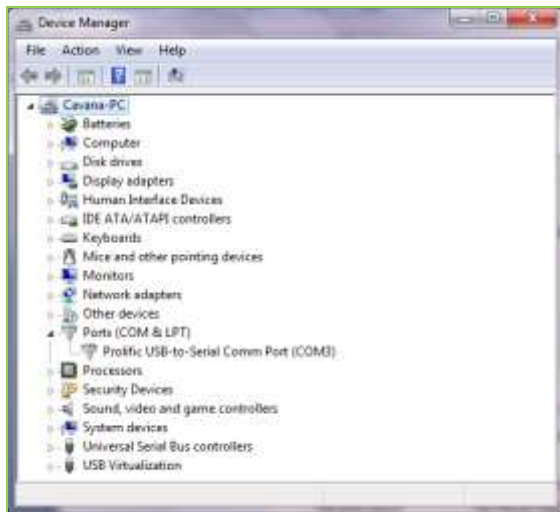 Device Manager
File Action View Help
Cavana-PC
Batteries
Computer
Disk drives
Display adapters
Human Interface Devices
IDE ATA/ATAPI controllers
Keyboards
Mice and other pointing devices
Monitors
Network adapters
Other devices
Ports (COM & LPT)
Prolific USB-to-Serial Comm Port (COM3)
Processors
Security Devices
Sound, video and game controllers
System devices
Universal Serial Bus controllers
USB Virtualization